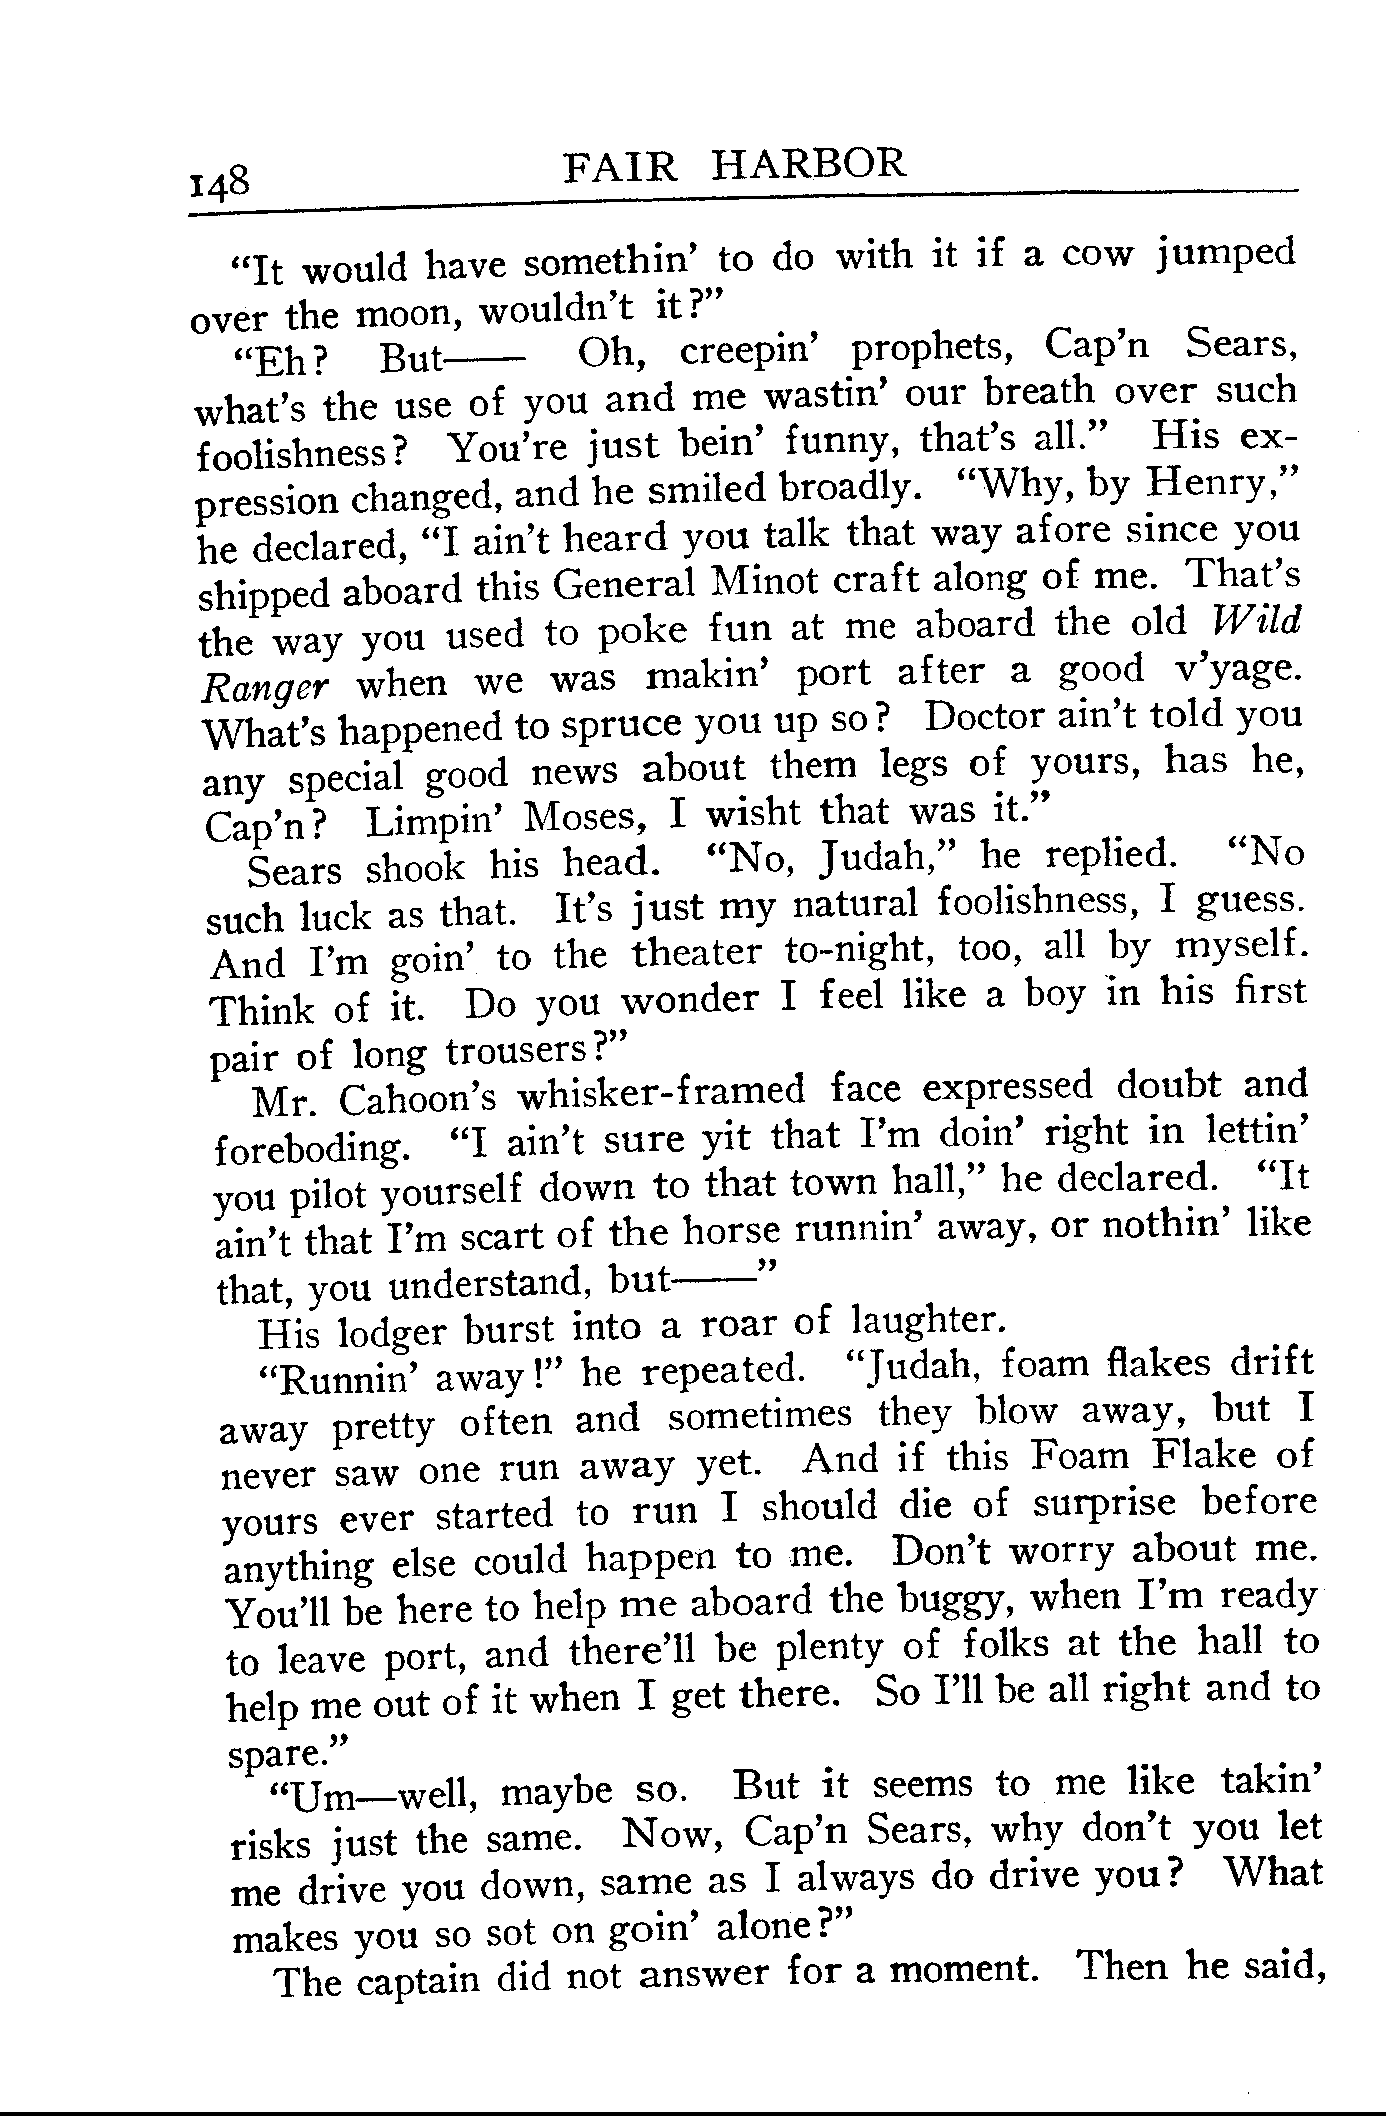 148 FAIR HARBOR
“It would have somethin’ to do with it if a cow jumped
over the moon, wouldn’t it?”
“Eh? But—— Oh, creepin’ prophets, Cap’n Sears,
what’s the use of you and me wastin’ our breath over such
foolishness? You’re just bein’ funny, that’s all.” His ex-
pression changed, and he smiled broadly. “Why, by Henry,”
he declared, “I ain’t heard you talk that way afore since you
shipped aboard this General Minot craft along of me. That’s
the way you used to poke fun at me aboard the old Wild
Ranger when we was makin’ port after a good v’yage.
What’s happened to spruce you up so? Doctor ain’t told you
any special good news about them legs of yours, has he,
Cap’n? Limpin’ Moses, I wisht that was it.”
Sears shook his head. “No, Judah,” he replied. “No
such luck as that. It’s just my natural foolishness, I guess.
And I’m goin’ to the theater to-night, too, all by myself.
Think of it. Do you wonder I feel like a boy in his first
pair of long trousers?”
Mr. Cahoon’s whisker-framed face expressed doubt and
foreboding. “I ain’t sure yit that I’m doin’ right in lettin’
you pilot yourself down to that town hall,” he declared. “It
ain’t that I’m scart of the horse runnin’ away, or nothin’ like
that, you understand, but——”
His lodger burst into a roar of laughter.
“Runnin’ away!” he repeated. “Judah, foam flakes drift
away pretty often and sometimes they blow away, but I
never saw one run away yet. And if this Foam Flake of
yours ever started to run I should die of surprise before
anything else could happen to me. Don’t worry about me.
You’ll be here to help me aboard the buggy, when I’m ready
to leave port, and there’ll be plenty of folks at the hall to
help me out of it when I get there. So I’ll be all right and to
spare.”
“Um—well, maybe so. But it seems to me like takin’
risks just the same. Now, Cap’n Sears, why don’t you let
me drive you down, same as I always do drive you? What
makes you so sot on goin’ alone?”
The captain did not answer for a moment. Then he said,